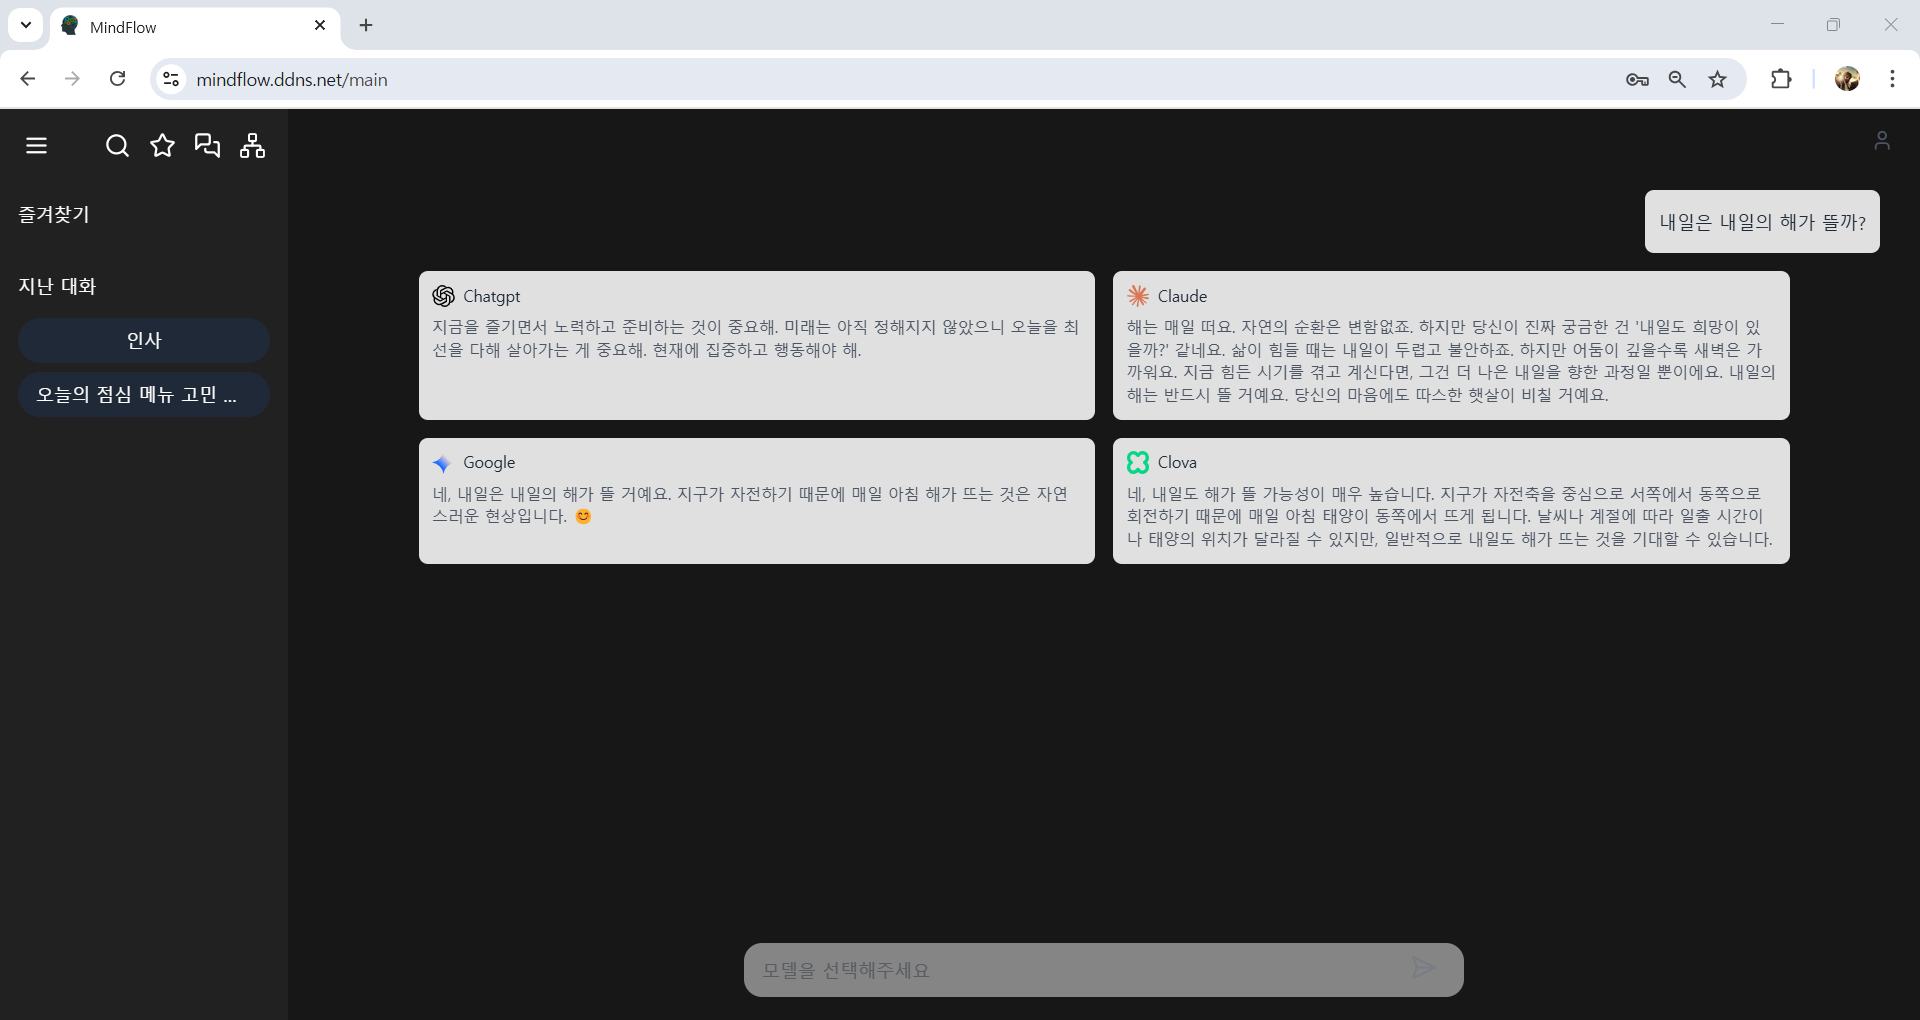 MindFlow
mindflow.ddns.net/main
즐겨찾기
지난 대화
인사
오늘의 점심 메뉴 고민 ...
내일은 내일의 해가 뜰까?
Chatgpt
지금을 즐기면서 노력하고 준비하는 것이 중요해. 미래는 아직 정해지지 않았으니 오늘을 최
선을 다해 살아가는 게 중요해. 현재에 집중하고 행동해야 해.
Claude
해는 매일 떠요. 자연의 순환은 변함없죠. 하지만 당신이 진짜 궁금한 건 '내일도 희망이 있
을까?' 같네요. 삶이 힘들 때는 내일이 두렵고 불안하죠. 하지만 어둠이 깊을수록 새벽은 가
까워요. 지금 힘든 시기를 겪고 계신다면, 그건 더 나은 내일을 향한 과정일 뿐이에요. 내일의
해는 반드시 뜰 거예요. 당신의 마음에도 따스한 햇살이 비칠 거예요.
Google
네, 내일은 내일의 해가 뜰 거예요. 지구가 자전하기 때문에 매일 아침 해가 뜨는 것은 자연
스러운 현상입니다. 😊
Clova
네, 내일도 해가 뜰 가능성이 매우 높습니다. 지구가 자전축을 중심으로 서쪽에서 동쪽으로
회전하기 때문에 매일 아침 태양이 동쪽에서 뜨게 됩니다. 날씨나 계절에 따라 일출 시간이
나 태양의 위치가 달라질 수 있지만, 일반적으로 내일도 해가 뜨는 것을 기대할 수 있습니다.
모델을 선택해주세요